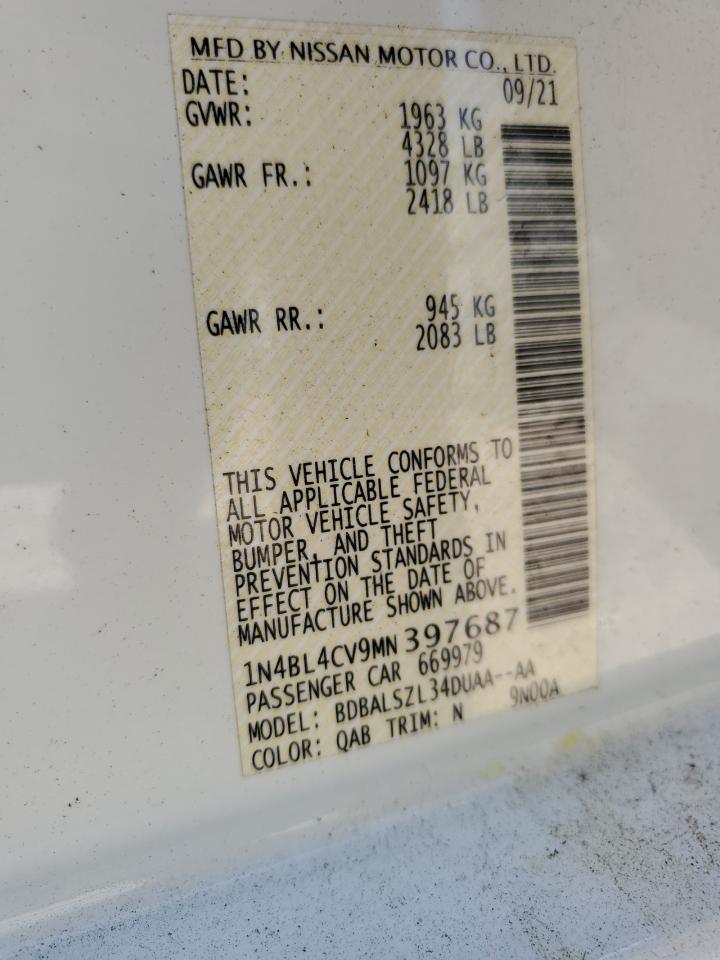 MFD BY NISSAN MOTOR CO., LTD.
DATE: 09/21
GVWR: 1963 KG
4328 LB
GAWR FR.: 1097 KG
2418 LB
GAWR RR.: 945 KG
2083 LB
THIS VEHICLE CONFORMS TO
ALL APPLICABLE FEDERAL
MOTOR VEHICLE SAFETY,
BUMPER, AND THEFT
PREVENTION STANDARDS IN
EFFECT ON THE DATE OF
MANUFACTURE SHOWN ABOVE.
1N4BL4CV9MN397687
PASSENGER CAR 669979
MODEL: BDBALSZL34DUAA--AA
COLOR: QAB TRIM: N 9N00A